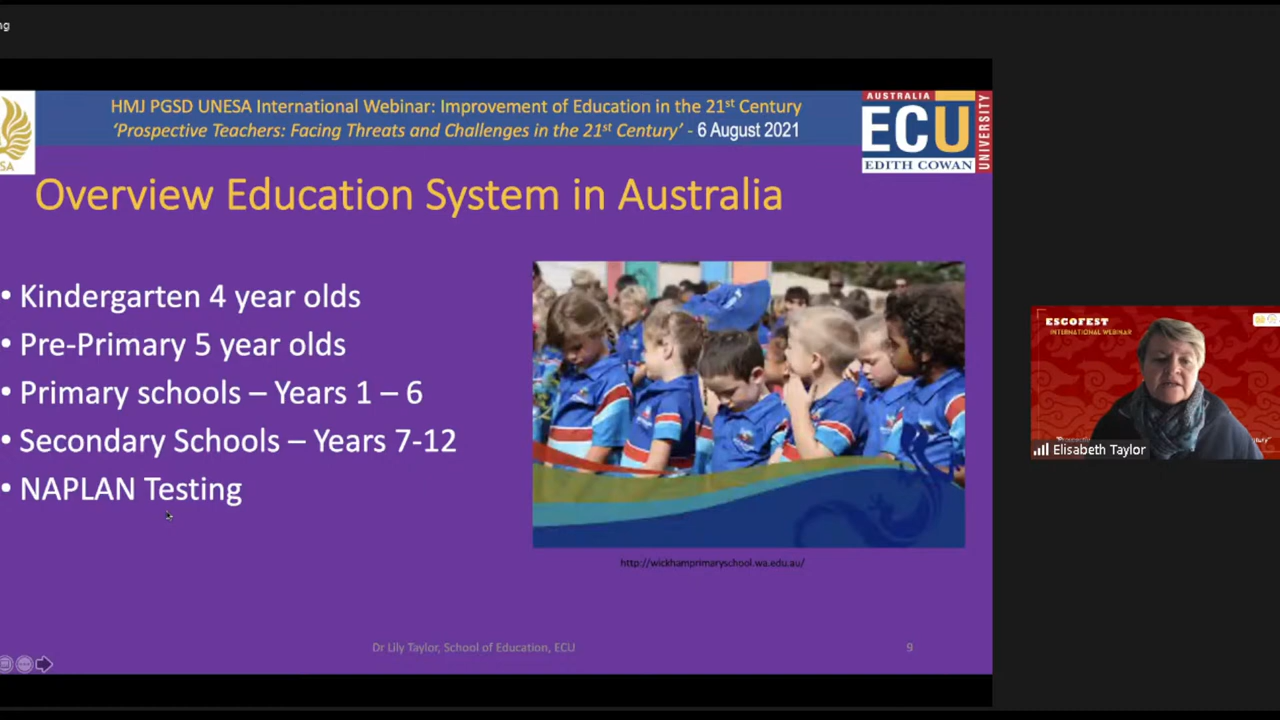 ng
HMJ PGSD UNESA International Webinar: Improvement of Education in the 21st Century
'Prospective Teachers: Facing Threats and Challenges in the 21st Century' - 6 August 2021
SA
AUSTRALIA
ECU
EDITH COWAN
UNIVERSITY
Overview Education System in Australia
• Kindergarten 4 year olds
• Pre-Primary 5 year olds
• Primary schools – Years 1 – 6
• Secondary Schools – Years 7-12
• NAPLAN Testing
http://wickhamprimaryschool.wa.edu.au/
Dr Lily Taylor, School of Education, ECU
9
ESCOFEST
INTERNATIONAL WEBINAR
Elisabeth Taylor